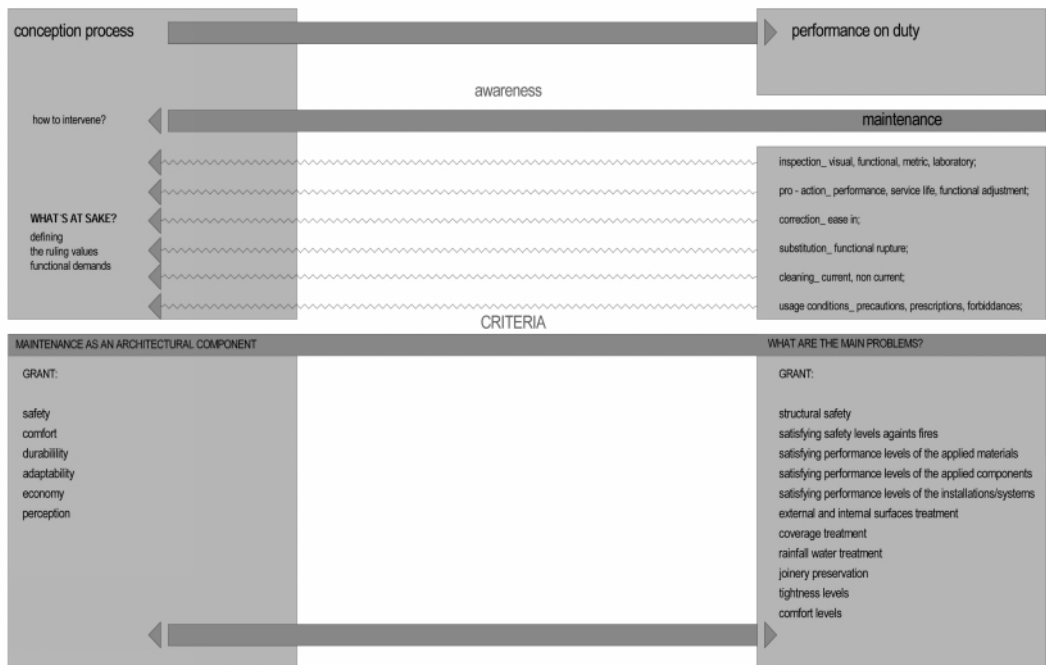 conception process
performance on duty
awareness
how to intervene?
maintenance
inspection_ visual, functional, metric, laboratory;
pro - action_ performance, service life, functional adjustment;
WHAT´S AT SAKE?
correction_ ease in;
defining
the ruling values
functional demands
substitution_ functional rupture;
cleaning_ current, non current;
usage conditions_ precautions, prescriptions, forbiddances;
CRITERIA
MAINTENANCE AS AN ARCHITECTURAL COMPONENT
WHAT ARE THE MAIN PROBLEMS?
GRANT:
safety
comfort
durabilility
adaptability
economy
perception
GRANT:
structural safety
satisfying safety levels againts fires
satisfying performance levels of the applied materials
satisfying performance levels of the applied components
satisfying performance levels of the installations/systems
external and internal surfaces treatment
coverage treatment
rainfall water treatment
joinery preservation
tightness levels
comfort levels